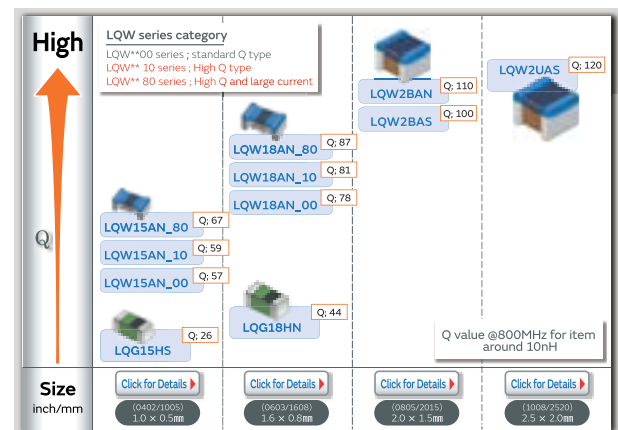 High
LQW series category
LQW**00 series ; standard Q type
LQW** 10 series ; High Q type
LQW** 80 series ; High Q and large current
Q
LQW2UAS
Q; 120
LQW2BAN
Q; 110
LQW2BAS
Q; 100
LQW18AN_80
Q; 87
LQW18AN_10
Q; 81
LQW18AN_00
Q; 78
LQW15AN_80
Q; 67
LQW15AN_10
Q; 59
LQW15AN_00
Q; 57
LQG18HN
Q; 44
LQG15HS
Q; 26
Q value @800MHz for item
around 10nH
Size
inch/mm
Click for Details
(0402/1005)
1.0 × 0.5mm
Click for Details
(0603/1608)
1.6 × 0.8mm
Click for Details
(0805/2015)
2.0 × 1.5mm
Click for Details
(1008/2520)
2.5 × 2.0mm